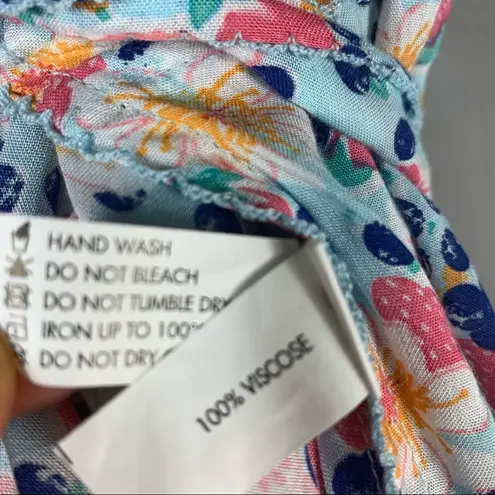 HAND WASH
DO NOT BLEACH
DO NOT TUMBLE DRY
IRON UP TO 100°
DO NOT DRY
100% VISCOSE